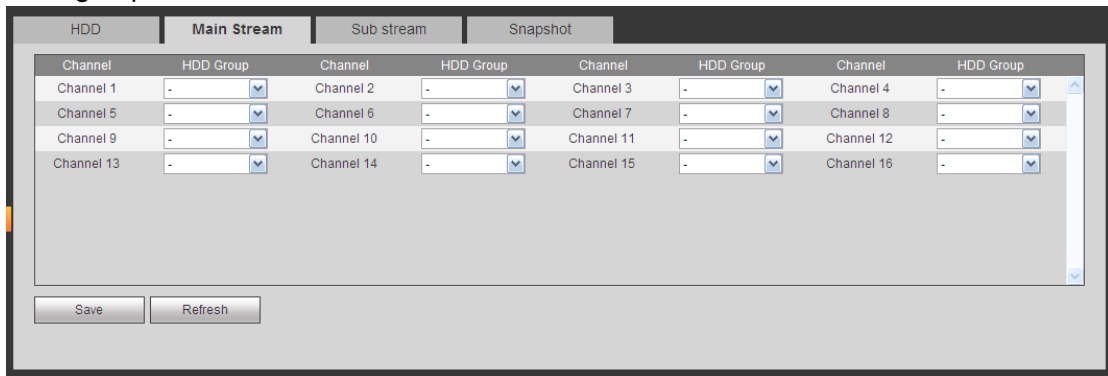 HDD Main Stream Sub stream Snapshot
Channel HDD Group Channel HDD Group Channel HDD Group Channel HDD Group
Channel 1 - Channel 2 - Channel 3 - Channel 4 -
Channel 5 - Channel 6 - Channel 7 - Channel 8 -
Channel 9 - Channel 10 - Channel 11 - Channel 12 -
Channel 13 - Channel 14 - Channel 15 - Channel 16 -
Save Refresh